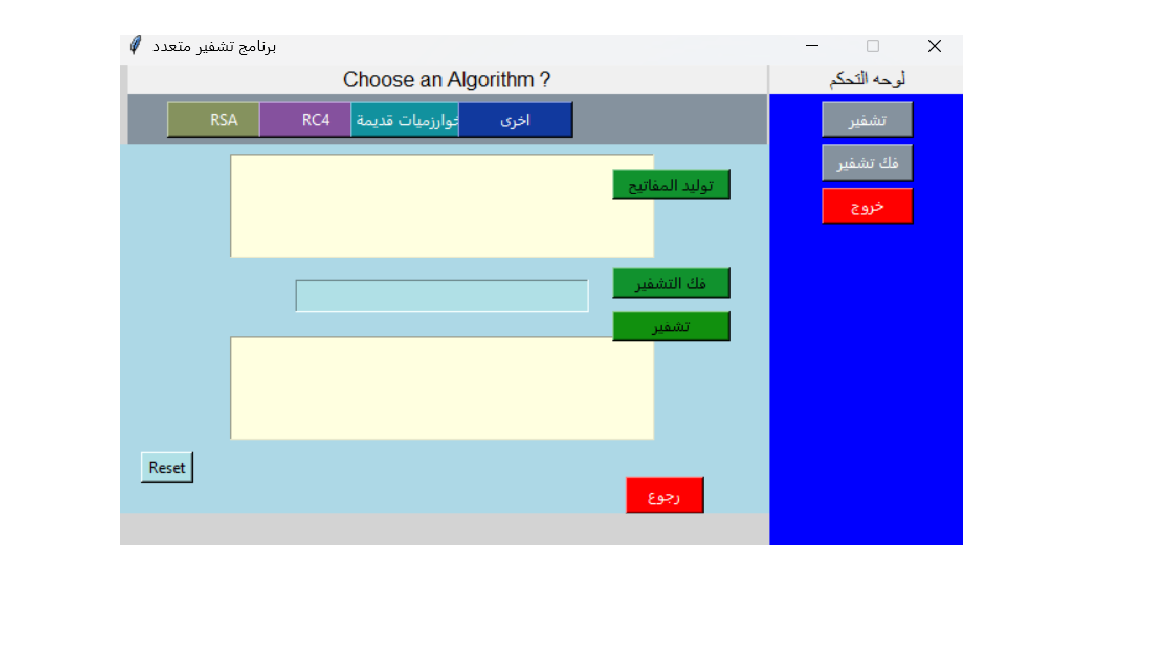 برنامج تشفير متعدد
Choose an Algorithm ?
لوحه التحكم
RSA
RC4
خوارزميات قديمة
اخرى
تشفير
فك تشفير
خروج
توليد المفاتيح
فك التشفير
تشفير
Reset
رجوع